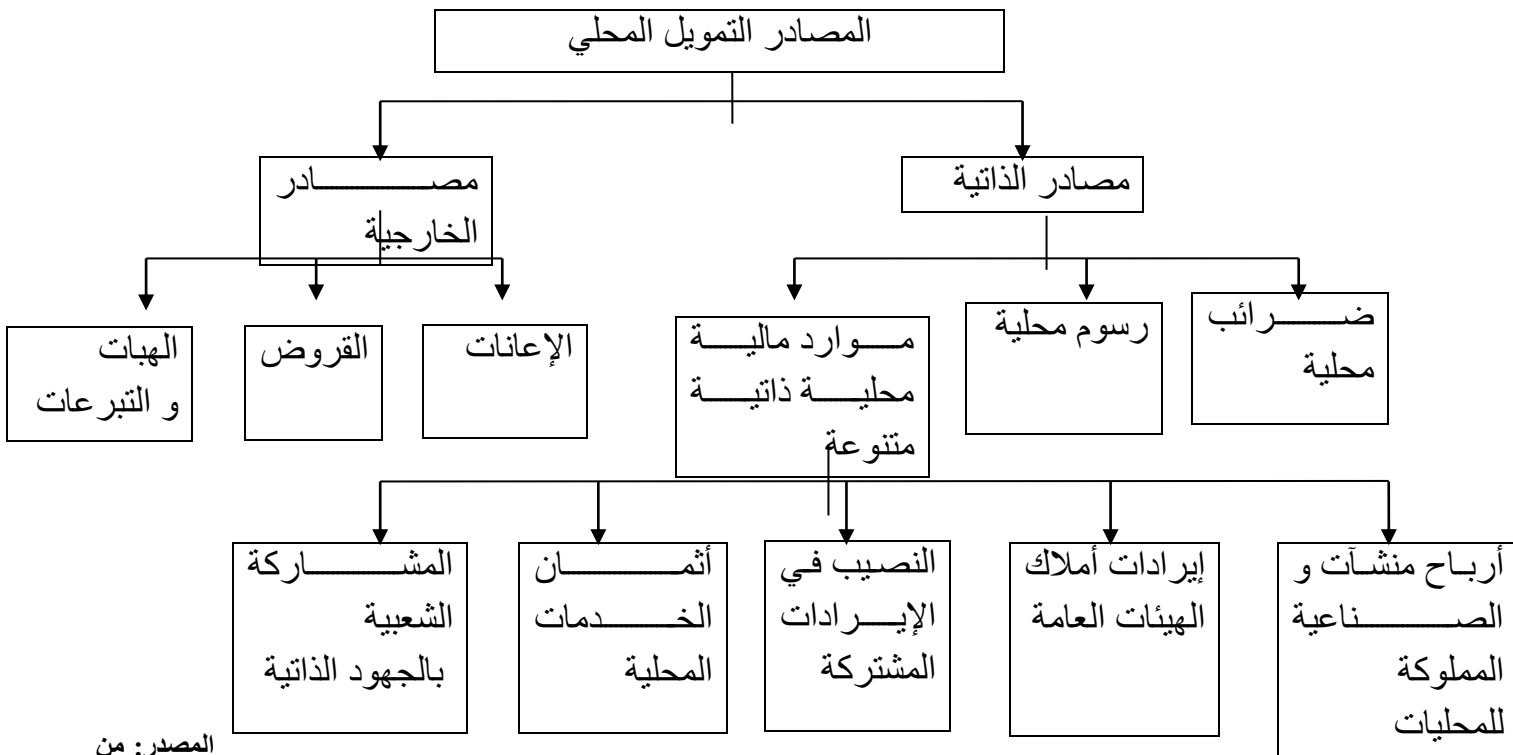 المصادر التمويل المحلي
مصادر الذاتية
مصادر
الخارجية
ضرائب
محلية
رسوم محلية
موارد مالية
محلية ذاتية
متنوعة
الإعانات
القروض
الهبات
و التبرعات
أرباح منشآت و
الصناعية
المملوكة
للمحليات
إيرادات أملاك
الهيئات العامة
النصيب في
الإيرادات
المشتركة
أثمان
الخدمات
المحلية
المشاركة
الشعبية
بالجهود الذاتية
المصدر: من